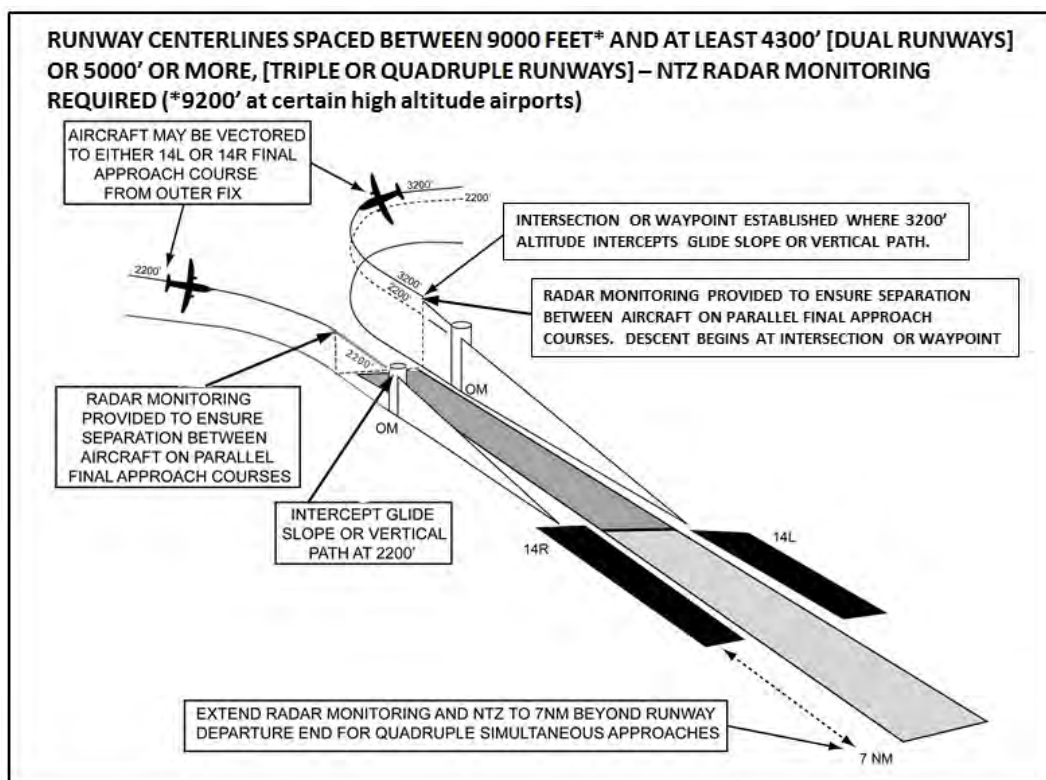 RUNWAY CENTERLINES SPACED BETWEEN 9000 FEET* AND AT LEAST 4300' [DUAL RUNWAYS]
OR 5000' OR MORE, [TRIPLE OR QUADRUPLE RUNWAYS] – NTZ RADAR MONITORING
REQUIRED (*9200' at certain high altitude airports)
AIRCRAFT MAY BE VECTORED
TO EITHER 14L OR 14R FINAL
APPROACH COURSE
FROM OUTER FIX
3200'
2200'
INTERSECTION OR WAYPOINT ESTABLISHED WHERE 3200'
ALTITUDE INTERCEPTS GLIDE SLOPE OR VERTICAL PATH.
2200'
3200'
2200'
RADAR MONITORING PROVIDED TO ENSURE SEPARATION
BETWEEN AIRCRAFT ON PARALLEL FINAL APPROACH
COURSES. DESCENT BEGINS AT INTERSECTION OR WAYPOINT
2200'
OM
OM
RADAR MONITORING
PROVIDED TO ENSURE
SEPARATION BETWEEN
AIRCRAFT ON PARALLEL
FINAL APPROACH COURSES
INTERCEPT GLIDE
SLOPE OR VERTICAL
PATH AT 2200'
14R
14L
EXTEND RADAR MONITORING AND NTZ TO 7NM BEYOND RUNWAY
DEPARTURE END FOR QUADRUPLE SIMULTANEOUS APPROACHES
7 NM